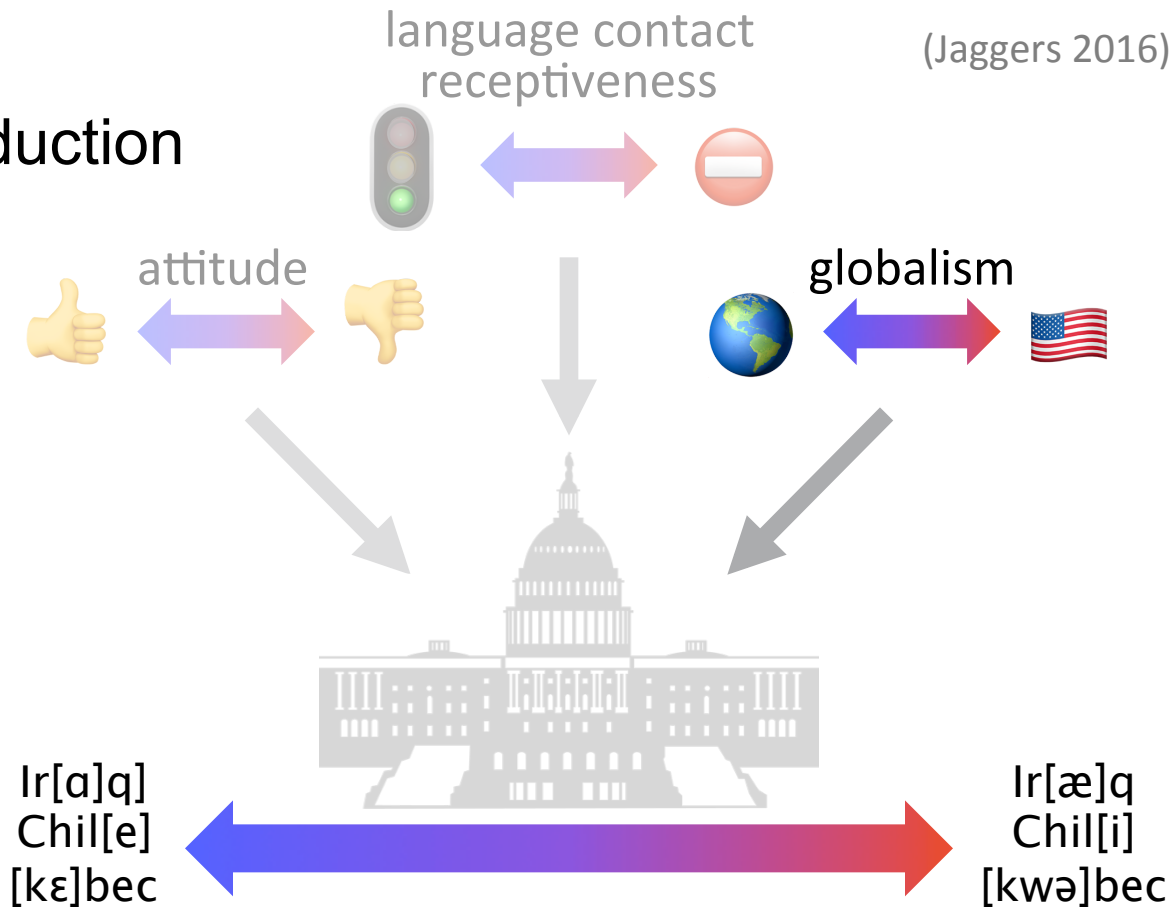 language contact
receptiveness
(Jaggers 2016)
duction
attitude
globalism
Ir[ɑ]q]
Chil[e]
[kɛ]bec
Ir[æ]q
Chil[i]
[kwə]bec